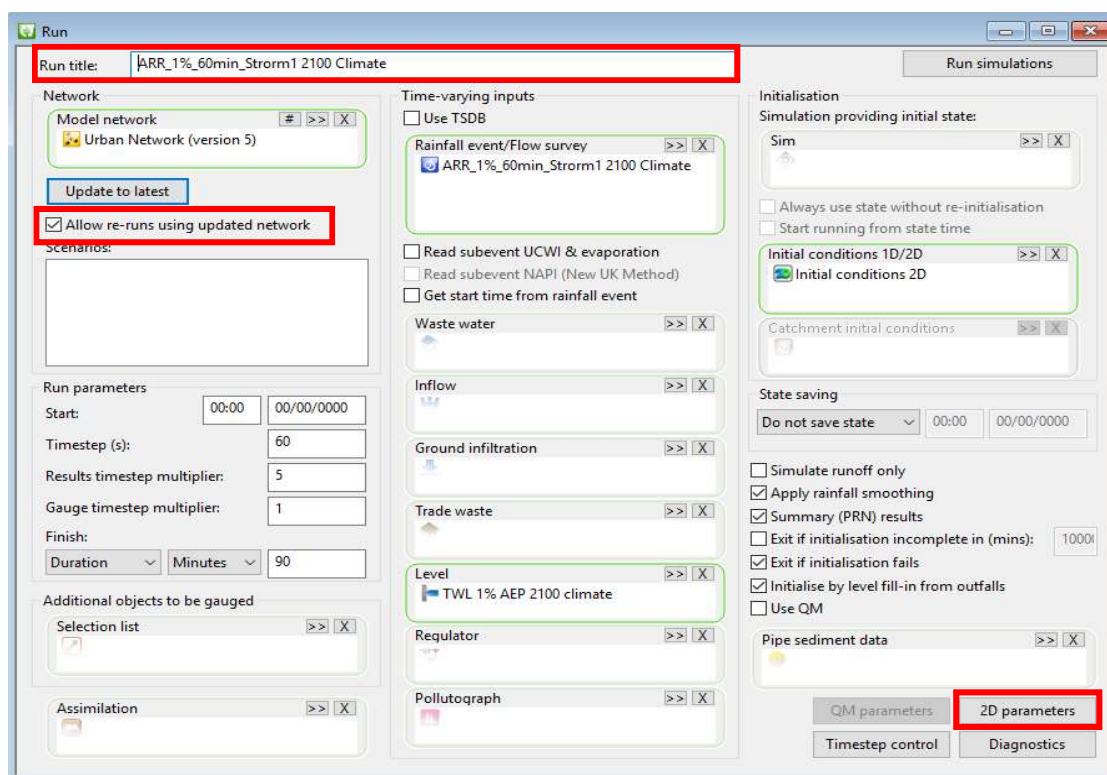 Run
Run title: ARR_1%_60min_Strorm1 2100 Climate
Run simulations
Network
Model network # >> X
Urban Network (version 5)
Update to latest
Allow re-runs using updated network
Scenarios:
Run parameters
Start: 00:00 00/00/0000
Timestep (s): 60
Results timestep multiplier: 5
Gauge timestep multiplier: 1
Finish:
Duration Minutes 90
Additional objects to be gauged
Selection list >> X
Assimilation >> X
Time-varying inputs
Use TSDB
Rainfall event/Flow survey >> X
ARR_1%_60min_Strorm1 2100 Climate
Read subevent UCWI & evaporation
Read subevent NAPI (New UK Method)
Get start time from rainfall event
Waste water >> X
Inflow >> X
Ground infiltration >> X
Trade waste >> X
Level >> X
TWL 1% AEP 2100 climate
Regulator >> X
Pollutograph >> X
Initialisation
Simulation providing initial state:
Sim >> X
Always use state without re-initialisation
Start running from state time
Initial conditions 1D/2D >> X
Initial conditions 2D
Catchment initial conditions >> X
State saving
Do not save state 00:00 00/00/0000
Simulate runoff only
Apply rainfall smoothing
Summary (PRN) results
Exit if initialisation incomplete in (mins):
Exit if initialisation fails
Initialise by level fill-in from outfalls
Use QM
Pipe sediment data >> X
QM parameters 2D parameters
Timestep control Diagnostics